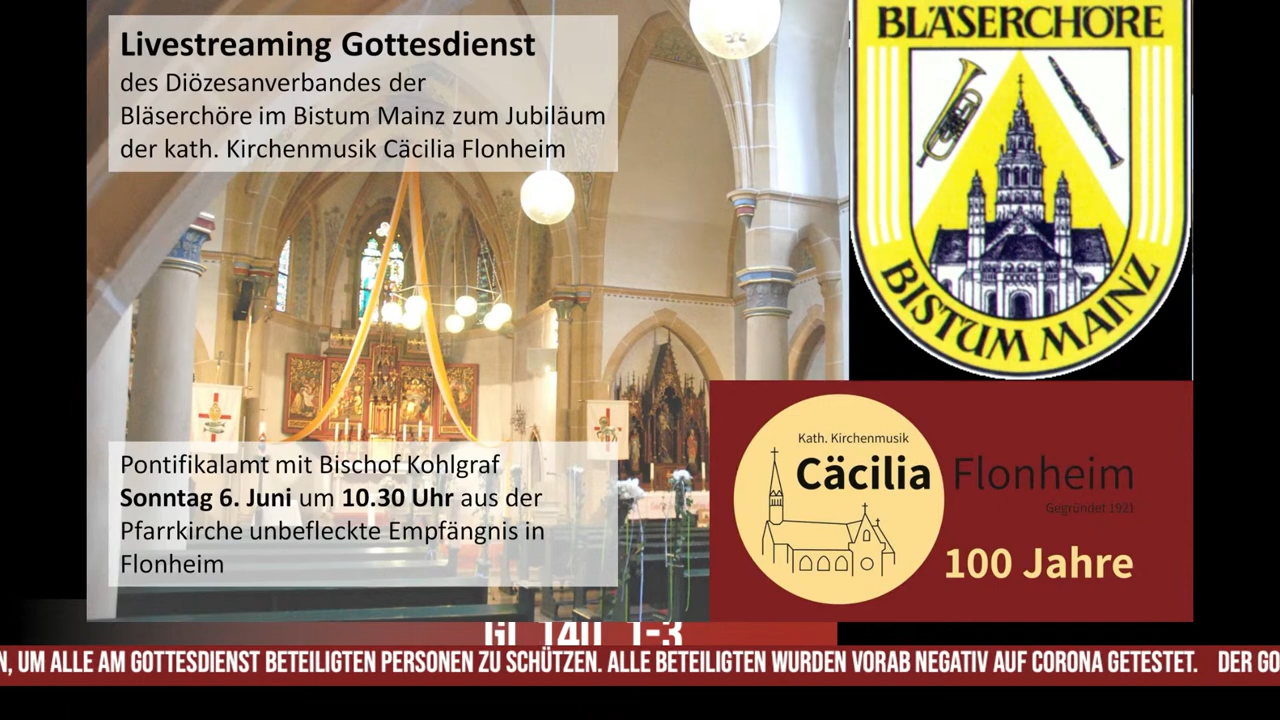 Livestreaming Gottesdienst
des Diözesanverbandes der
Bläserchöre im Bistum Mainz zum Jubiläum
der kath. Kirchenmusik Cäcilia Flonheim
BLÄSERCHÖRE
BISTUM MAINZ
Pontifikalamt mit Bischof Kohlgraf
Sonntag 6. Juni um 10.30 Uhr aus der
Pfarrkirche unbefleckte Empfängnis in
Flonheim
Kath. Kirchenmusik
Cäcilia Flonheim
Gegründet 1921
100 Jahre
GL 140, 1-3
N, UM ALLE AM GOTTESDIENST BETEILIGTEN PERSONEN ZU SCHÜTZEN. ALLE BETEILIGTEN WURDEN VORAB NEGATIV AUF CORONA GETESTET. DER GO